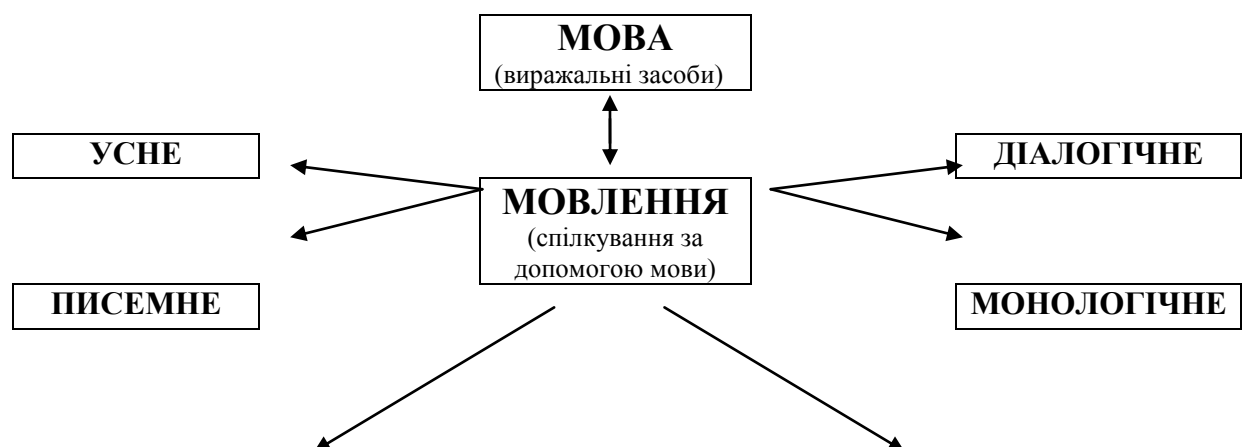 МОВА
(виражальні засоби)
УСНЕ
ДІАЛОГІЧНЕ
МОВЛЕННЯ
(спілкування за
допомогою мови)
ПИСЕМНЕ
МОНОЛОГІЧНЕ